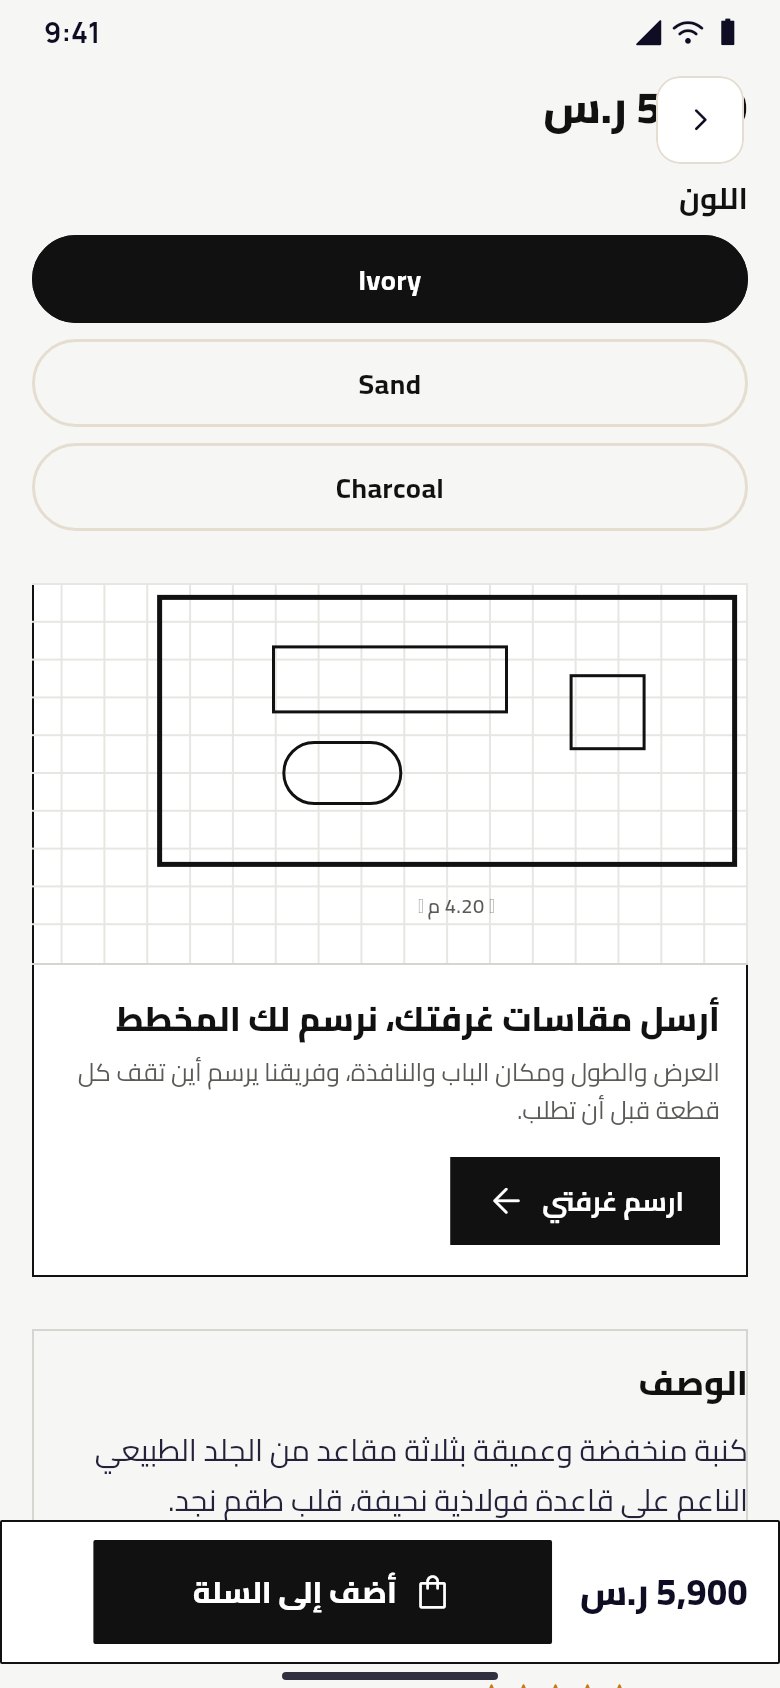 9:41
ر.س
اللون
Ivory
Sand
Charcoal
4.20 م
أرسل مقاسات غرفتك، نرسم لك المخطط
العرض والطول ومكان الباب والنافذة، وفريقنا يرسم أين تقف كل
قطعة قبل أن تطلب.
ارسم غرفتي
الوصف
كنبة منخفضة وعميقة بثلاثة مقاعد من الجلد الطبيعي
الناعم على قاعدة فولاذية نحيفة، قلب طقم نجد.
5,900 ر.س
أضف إلى السلة